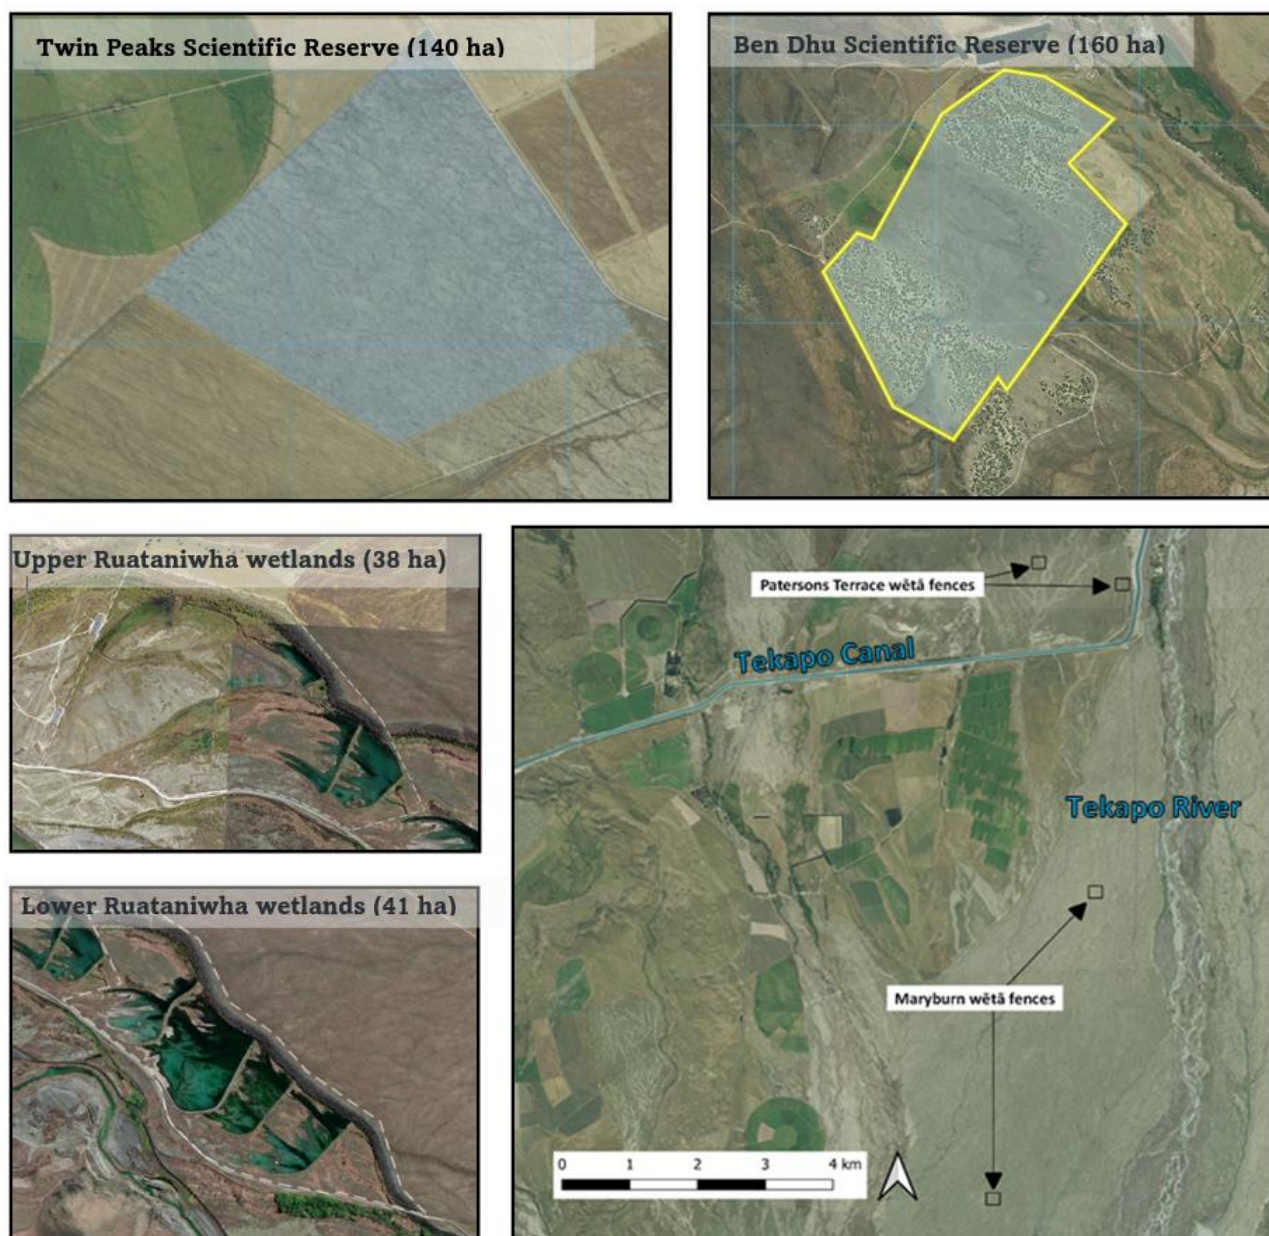 Twin Peaks Scientific Reserve (140 ha)
Ben Dhu Scientific Reserve (160 ha)
Upper Ruataniwha wetlands (38 ha)
Lower Ruataniwha wetlands (41 ha)
Patersons Terrace wētā fences
Tekapo Canal
Tekapo River
Maryburn wētā fences
0 1 2 3 4 km